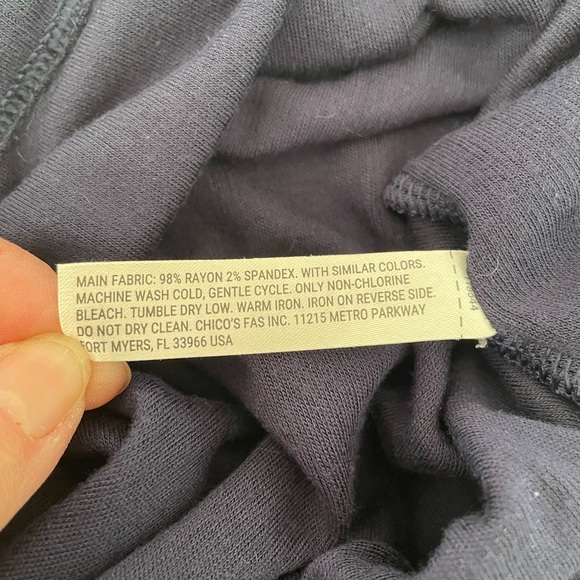 MAIN FABRIC: 98% RAYON 2% SPANDEX. WITH SIMILAR COLORS.
MACHINE WASH COLD, GENTLE CYCLE. ONLY NON-CHLORINE
BLEACH. TUMBLE DRY LOW. WARM IRON. IRON ON REVERSE SIDE.
DO NOT DRY CLEAN. CHICO'S FAS INC. 11215 METRO PARKWAY
FORT MYERS, FL 33966 USA